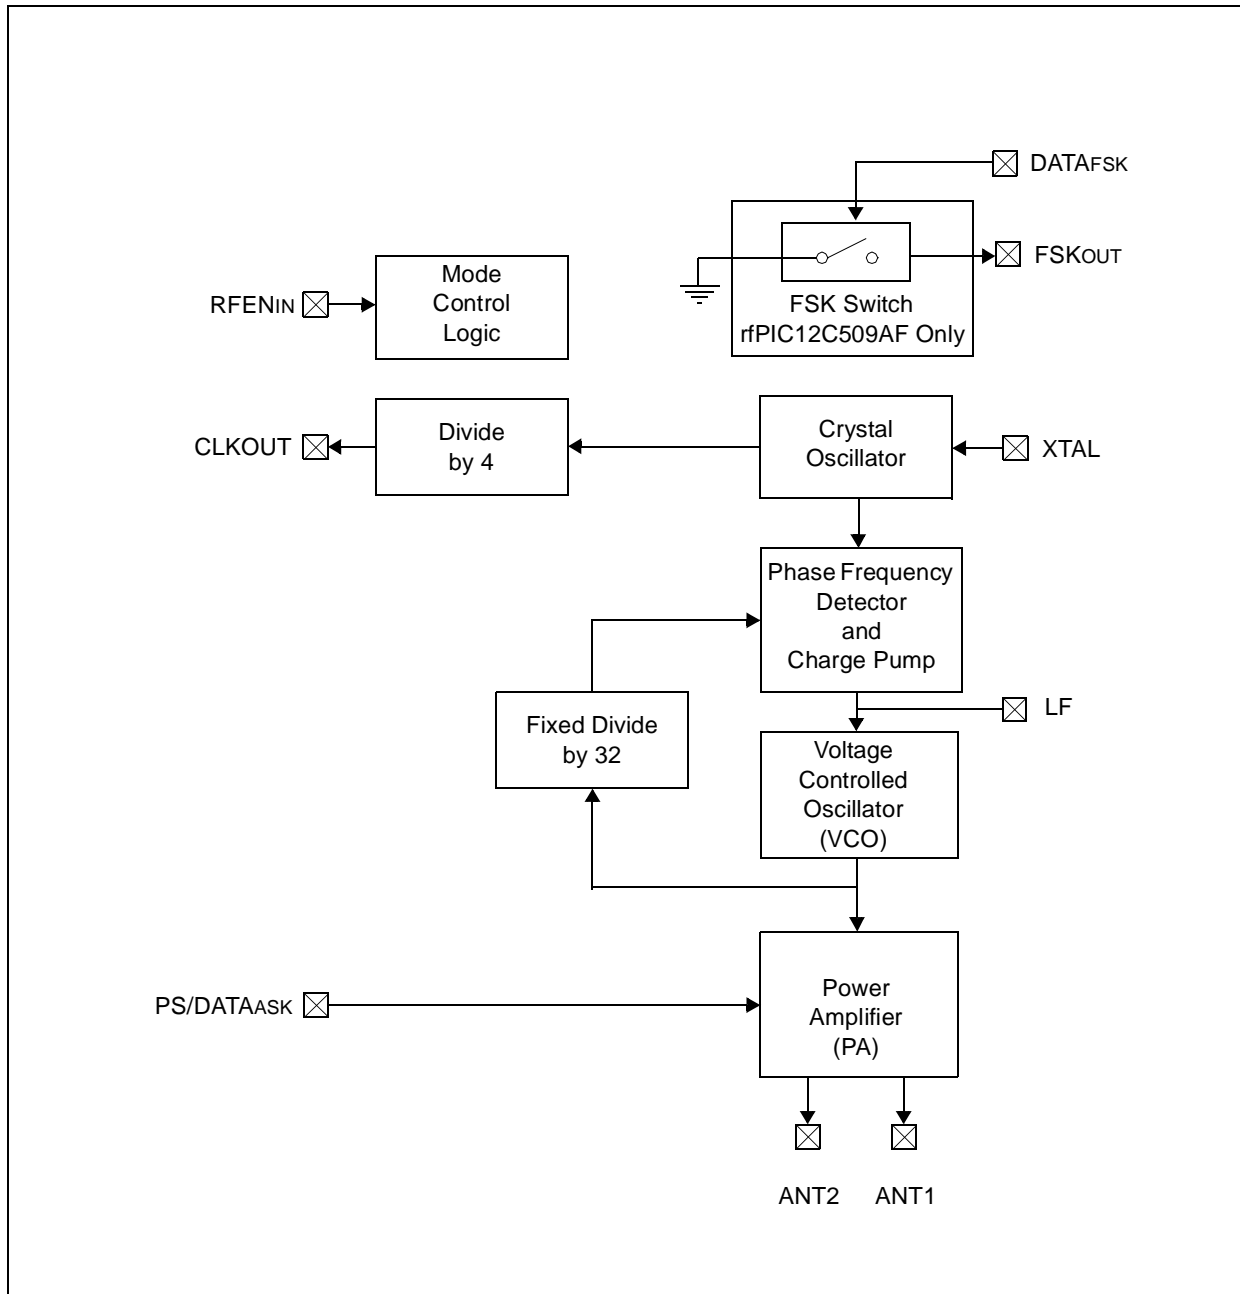 DATAFSK
FSKOUT
FSK Switch
rfPIC12C509AF Only
RFENIN
Mode
Control
Logic
CLKOUT
Divide
by 4
Crystal
Oscillator
XTAL
Phase Frequency
Detector
and
Charge Pump
LF
Fixed Divide
by 32
Voltage
Controlled
Oscillator
(VCO)
PS/DATAASK
Power
Amplifier
(PA)
ANT2 ANT1